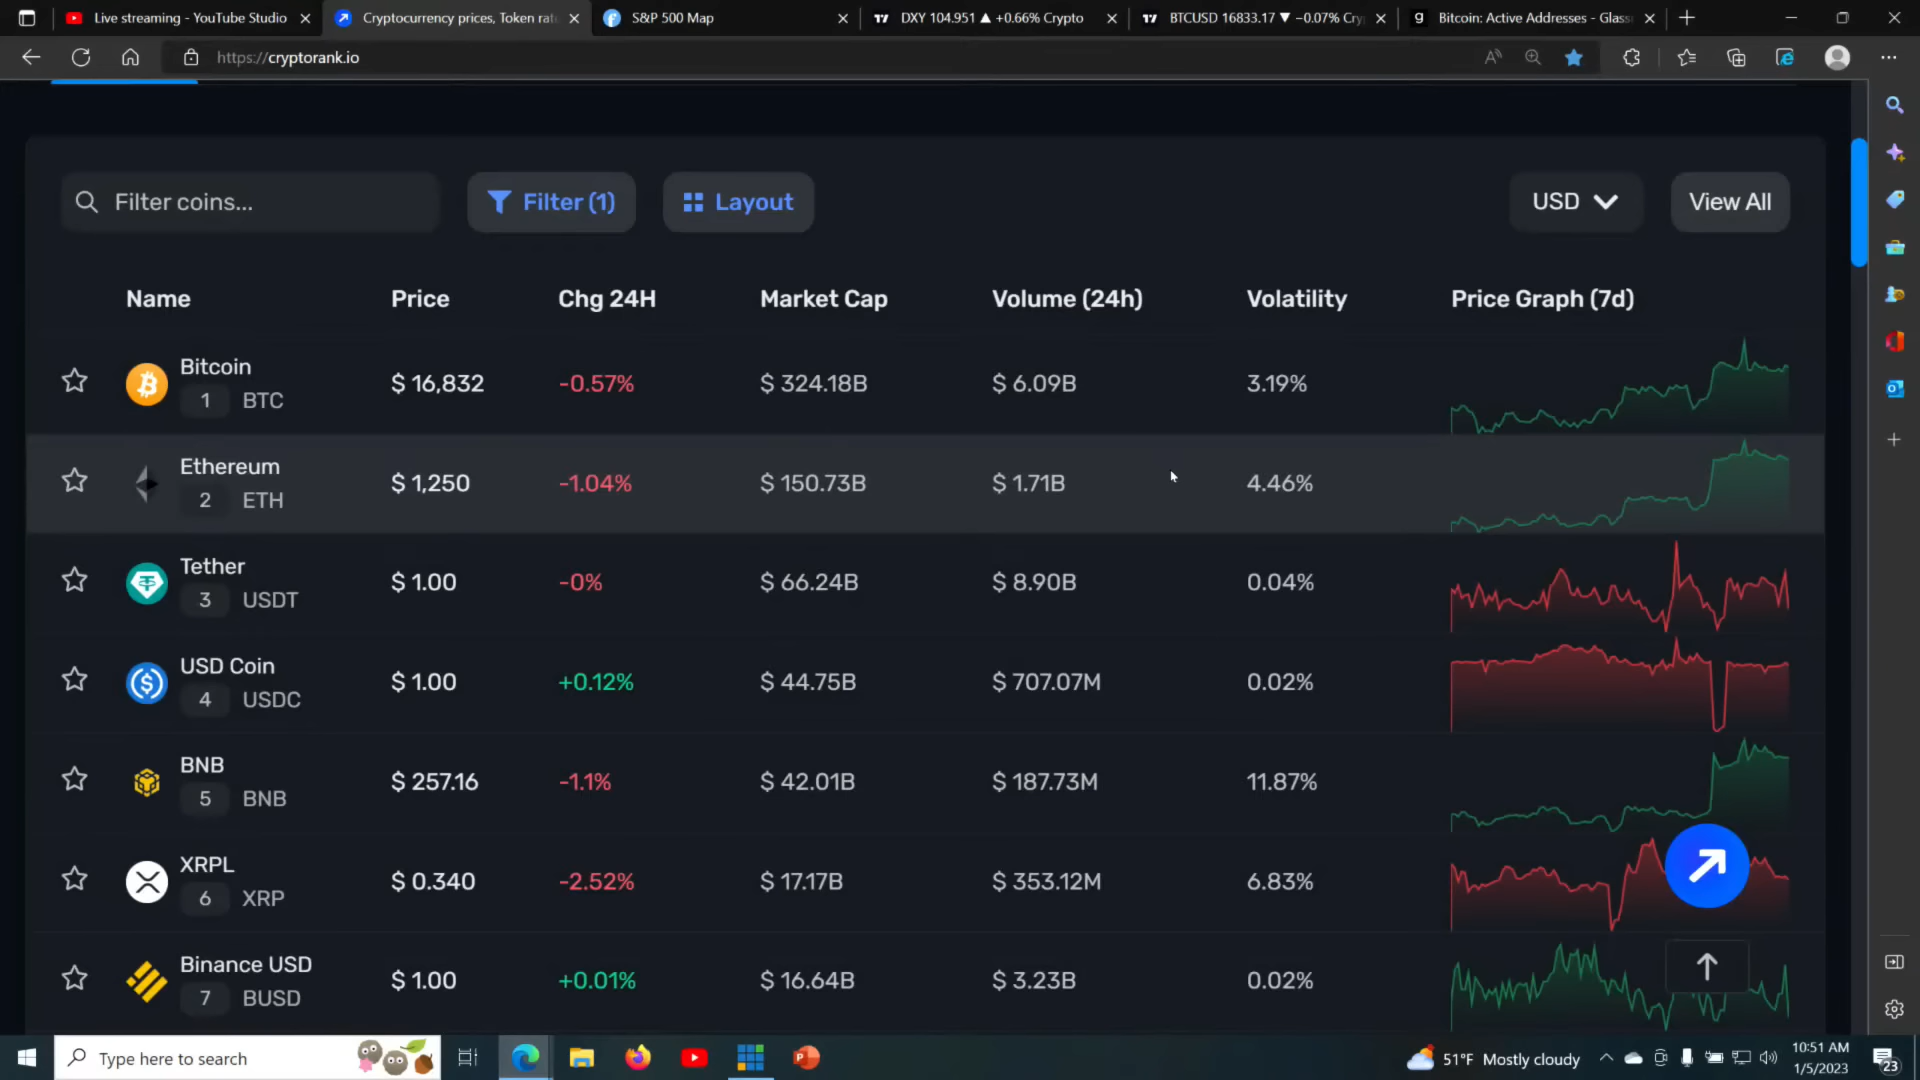 Live streaming - YouTube Studio
Cryptocurrency prices, Token rat
S&P 500 Map
DXY 104.951 ▲ +0.66% Crypto
BTCUSD 16833.17 ▼ −0.07% Cry
Bitcoin: Active Addresses - Glass
https://cryptorank.io
Filter coins...
Filter (1)
Layout
USD
View All
Name Price Chg 24H Market Cap Volume (24h) Volatility Price Graph (7d)
Bitcoin
1 BTC
$ 16,832 -0.57% $ 324.18B $ 6.09B 3.19%
Ethereum
2 ETH
$ 1,250 -1.04% $ 150.73B $ 1.71B 4.46%
Tether
3 USDT
$ 1.00 -0% $ 66.24B $ 8.90B 0.04%
USD Coin
4 USDC
$ 1.00 +0.12% $ 44.75B $ 707.07M 0.02%
BNB
5 BNB
$ 257.16 -1.1% $ 42.01B $ 187.73M 11.87%
XRPL
6 XRP
$ 0.340 -2.52% $ 17.17B $ 353.12M 6.83%
Binance USD
7 BUSD
$ 1.00 +0.01% $ 16.64B $ 3.23B 0.02%
Type here to search
51°F Mostly cloudy
10:51 AM
1/5/2023
23